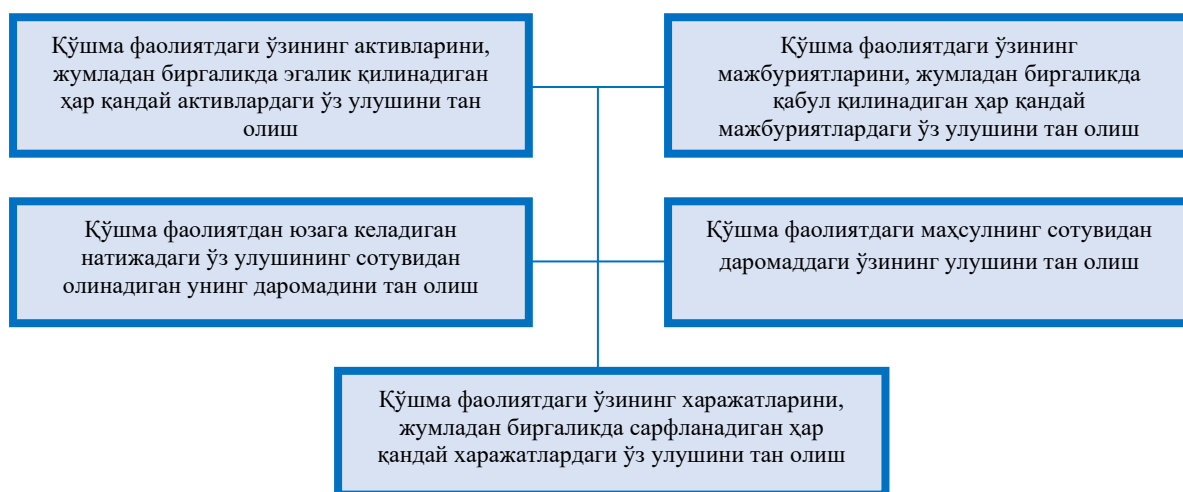 Қўшма фаолиятдаги ўзининг активларини,
жумладан биргаликда эгалик қилинадиган
ҳар қандай активлардаги ўз улушини тан
олиш
Қўшма фаолиятдаги ўзининг
мажбуриятларини, жумладан биргаликда
қабул қилинадиган ҳар қандай
мажбуриятлардаги ўз улушини тан олиш
Қўшма фаолиятдан юзага келадиган
натижадаги ўз улушининг сотувидан
олинадиган унинг даромадини тан олиш
Қўшма фаолиятдаги маҳсулнинг сотувидан
даромаддаги ўзининг улушини тан олиш
Қўшма фаолиятдаги ўзининг харажатларини,
жумладан биргаликда сарфланадиган ҳар
қандай харажатлардаги ўз улушини тан олиш